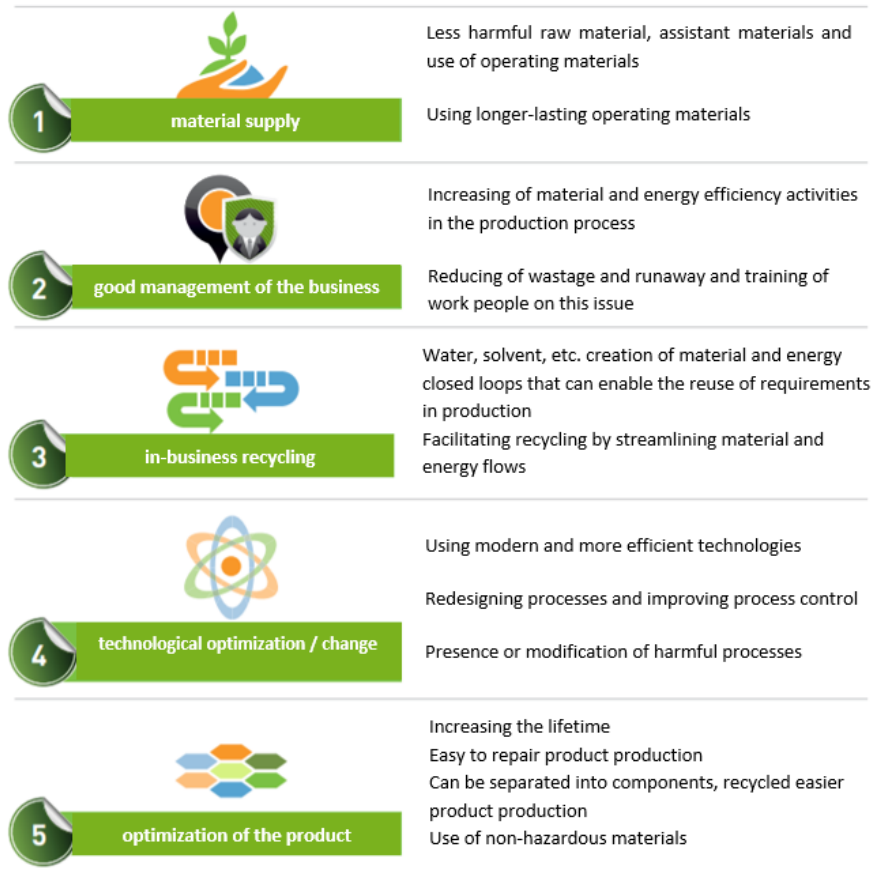 Less harmful raw material, assistant materials and
use of operating materials
1
material supply
Using longer-lasting operating materials
Increasing of material and energy efficiency activities
in the production process
2
good management of the business
Reducing of wastage and runaway and training of
work people on this issue
Water, solvent, etc. creation of material and energy
closed loops that can enable the reuse of requirements
in production
Facilitating recycling by streamlining material and
energy flows
3
in-business recycling
Using modern and more efficient technologies
Redesigning processes and improving process control
4
technological optimization / change
Presence or modification of harmful processes
Increasing the lifetime
Easy to repair product production
Can be separated into components, recycled easier
product production
Use of non-hazardous materials
5
optimization of the product